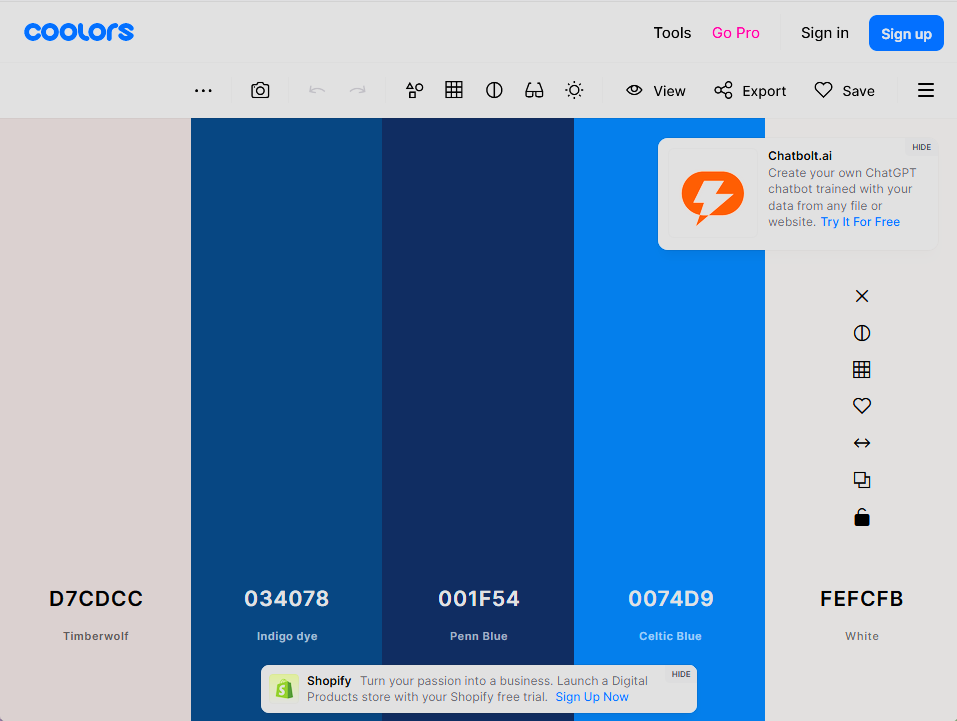 coolors
Tools Go Pro Sign in Sign up
View Export Save
HIDE
Chatbolt.ai
Create your own ChatGPT
chatbot trained with your
data from any file or
website. Try It For Free
D7CDCC 034078 001F54 0074D9 FEFCFB
Timberwolf Indigo dye Penn Blue Celtic Blue White
Shopify Turn your passion into a business. Launch a Digital HIDE
Products store with your Shopify free trial. Sign Up Now